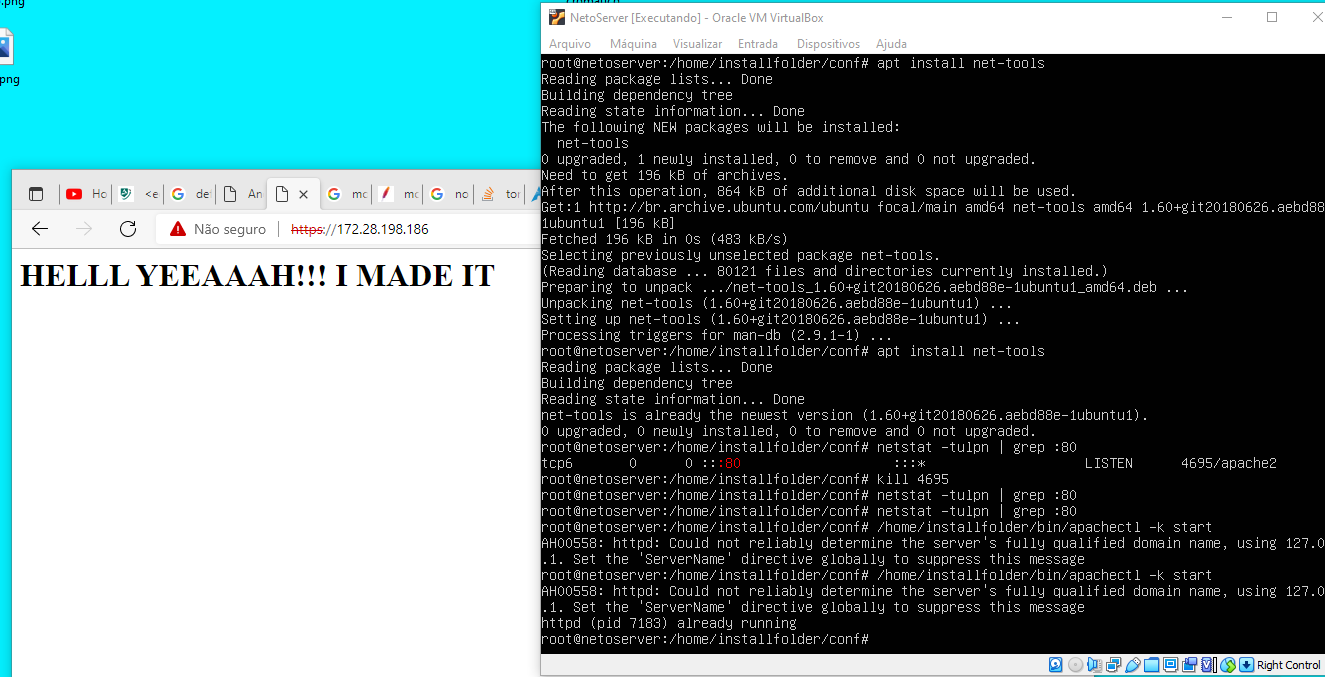 .png
png
NetoServer [Executando] - Oracle VM VirtualBox
Arquivo Máquina Visualizar Entrada Dispositivos Ajuda
root@netoserver:/home/installfolder/conf# apt install net-tools
Reading package lists... Done
Building dependency tree
Reading state information... Done
The following NEW packages will be installed:
net-tools
0 upgraded, 1 newly installed, 0 to remove and 0 not upgraded.
Need to get 196 kB of archives.
After this operation, 864 kB of additional disk space will be used.
Get:1 http://br.archive.ubuntu.com/ubuntu focal/main amd64 net-tools amd64 1.60+git20180626.aebd88
1ubuntu1 [196 kB]
Fetched 196 kB in 0s (483 kB/s)
Selecting previously unselected package net-tools.
(Reading database ... 80121 files and directories currently installed.)
Preparing to unpack .../net-tools_1.60+git20180626.aebd88e-1ubuntu1_amd64.deb ...
Unpacking net-tools (1.60+git20180626.aebd88e-1ubuntu1) ...
Setting up net-tools (1.60+git20180626.aebd88e-1ubuntu1) ...
Processing triggers for man-db (2.9.1-1) ...
root@netoserver:/home/installfolder/conf# apt install net-tools
Reading package lists... Done
Building dependency tree
Reading state information... Done
net-tools is already the newest version (1.60+git20180626.aebd88e-1ubuntu1).
0 upgraded, 0 newly installed, 0 to remove and 0 not upgraded.
root@netoserver:/home/installfolder/conf# netstat -tulpn | grep :80
tcp6 0 0 :::80 :::* LISTEN 4695/apache2
root@netoserver:/home/installfolder/conf# kill 4695
root@netoserver:/home/installfolder/conf# netstat -tulpn | grep :80
root@netoserver:/home/installfolder/conf# netstat -tulpn | grep :80
root@netoserver:/home/installfolder/conf# /home/installfolder/bin/apachectl -k start
AH00558: httpd: Could not reliably determine the server's fully qualified domain name, using 127.0
.1. Set the 'ServerName' directive globally to suppress this message
root@netoserver:/home/installfolder/conf# /home/installfolder/bin/apachectl -k start
AH00558: httpd: Could not reliably determine the server's fully qualified domain name, using 127.0
.1. Set the 'ServerName' directive globally to suppress this message
httpd (pid 7183) already running
root@netoserver:/home/installfolder/conf#
Right Control
Ho <e de An mo mo no tor
Não seguro https://172.28.198.186
HELLL YEEAAAH!!! I MADE IT